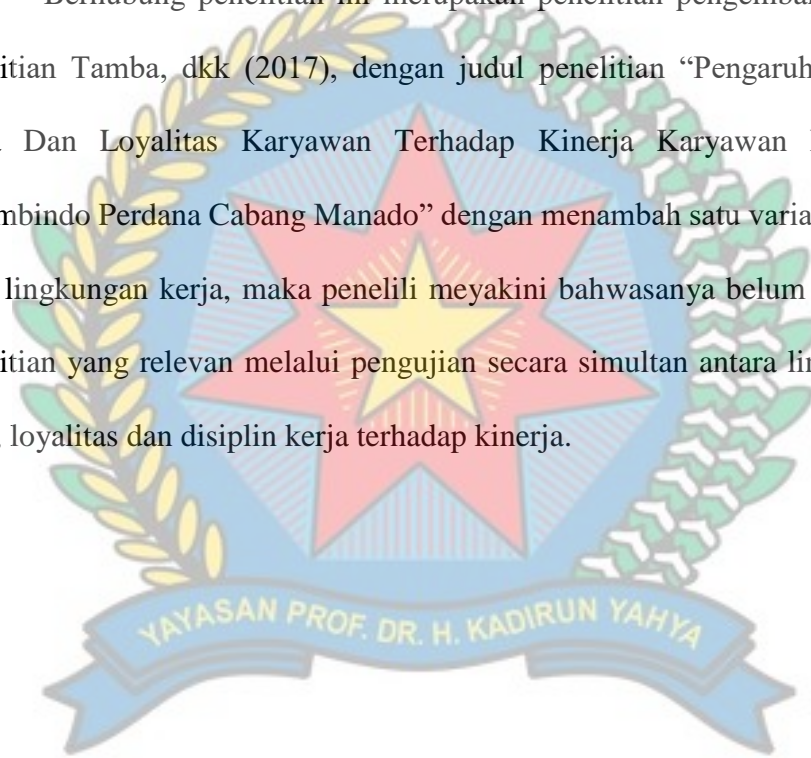 Berhubung penelitian ini merupakan penelitian
itian Tamba, dkk (2017), dengan judul penelitian “Pengaruh
Dan Loyalitas Karyawan Terhadap Kinerja Karyawan
mbindo Perdana Cabang Manado” dengan menambah satu varia
lingkungan kerja, maka penelili meyakini bahwasanya belum
itian yang relevan melalui pengujian secara simultan antara
loyalitas dan disiplin kerja terhadap kinerja.
YAYASAN PROF. DR. H. KADIRUN YAHYA